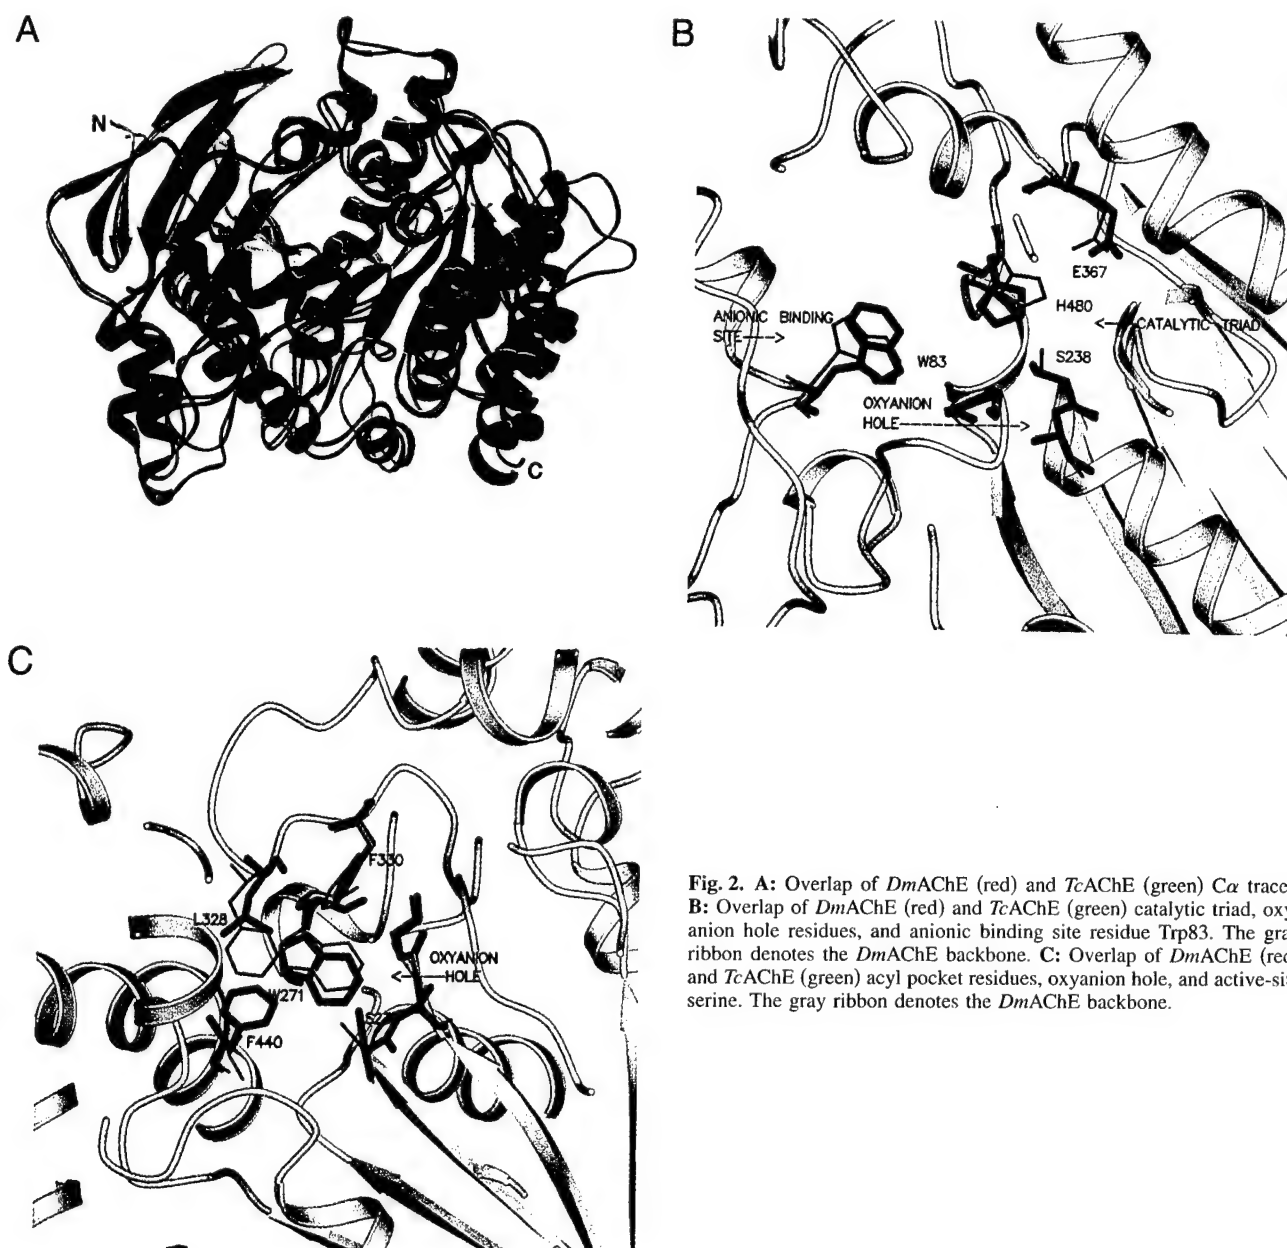 A
N
C
B
ANIONIC BINDING
SITE
W83
OXYANION
HOLE
E367
H480
CATALYTIC TRIAD
S238
C
F330
L328
OXYANION
HOLE
W271
F440
Fig. 2. A: Overlap of DmAChE (red) and TcAChE (green) Cα trace
B: Overlap of DmAChE (red) and TcAChE (green) catalytic triad, oxy
anion hole residues, and anionic binding site residue Trp83. The gra
ribbon denotes the DmAChE backbone. C: Overlap of DmAChE (red
and TcAChE (green) acyl pocket residues, oxyanion hole, and active-si
serine. The gray ribbon denotes the DmAChE backbone.